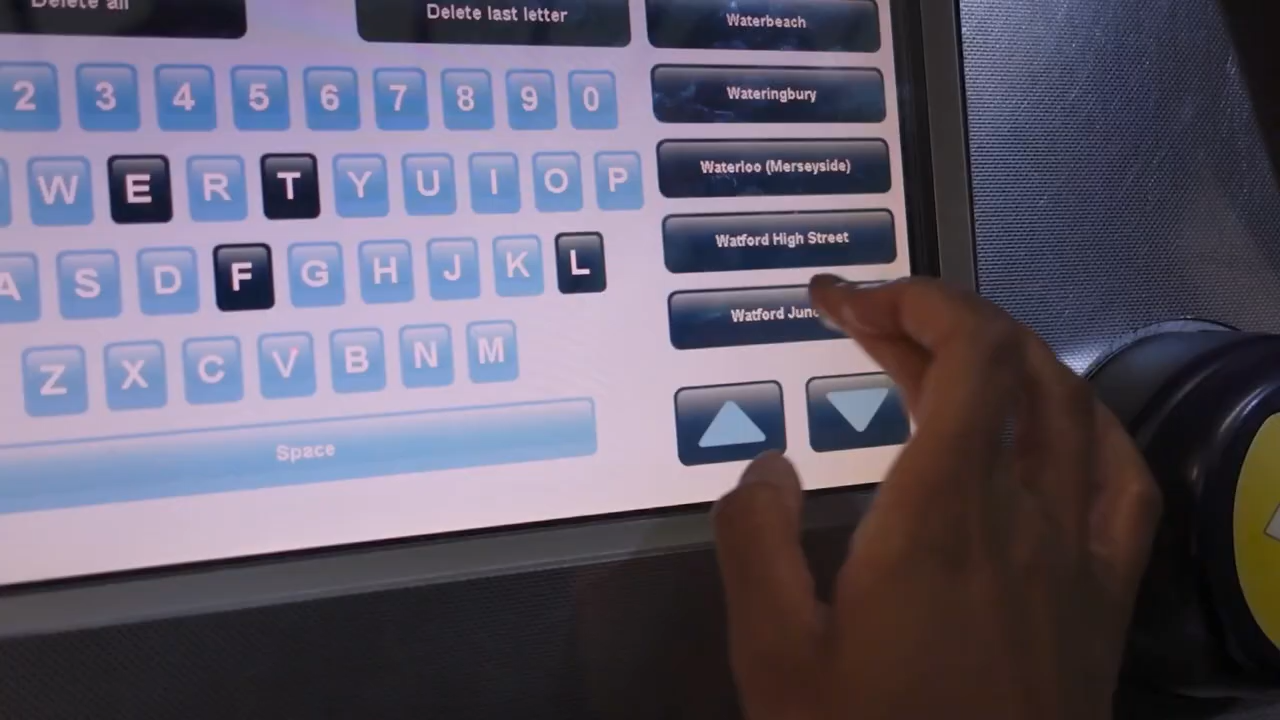 Delete all
Delete last letter
2 3 4 5 6 7 8 9 0
W E R T Y U I O P
A S D F G H J K L
Z X C V B N M
Space
Waterbeach
Wateringbury
Waterloo (Merseyside)
Watford High Street
Watford